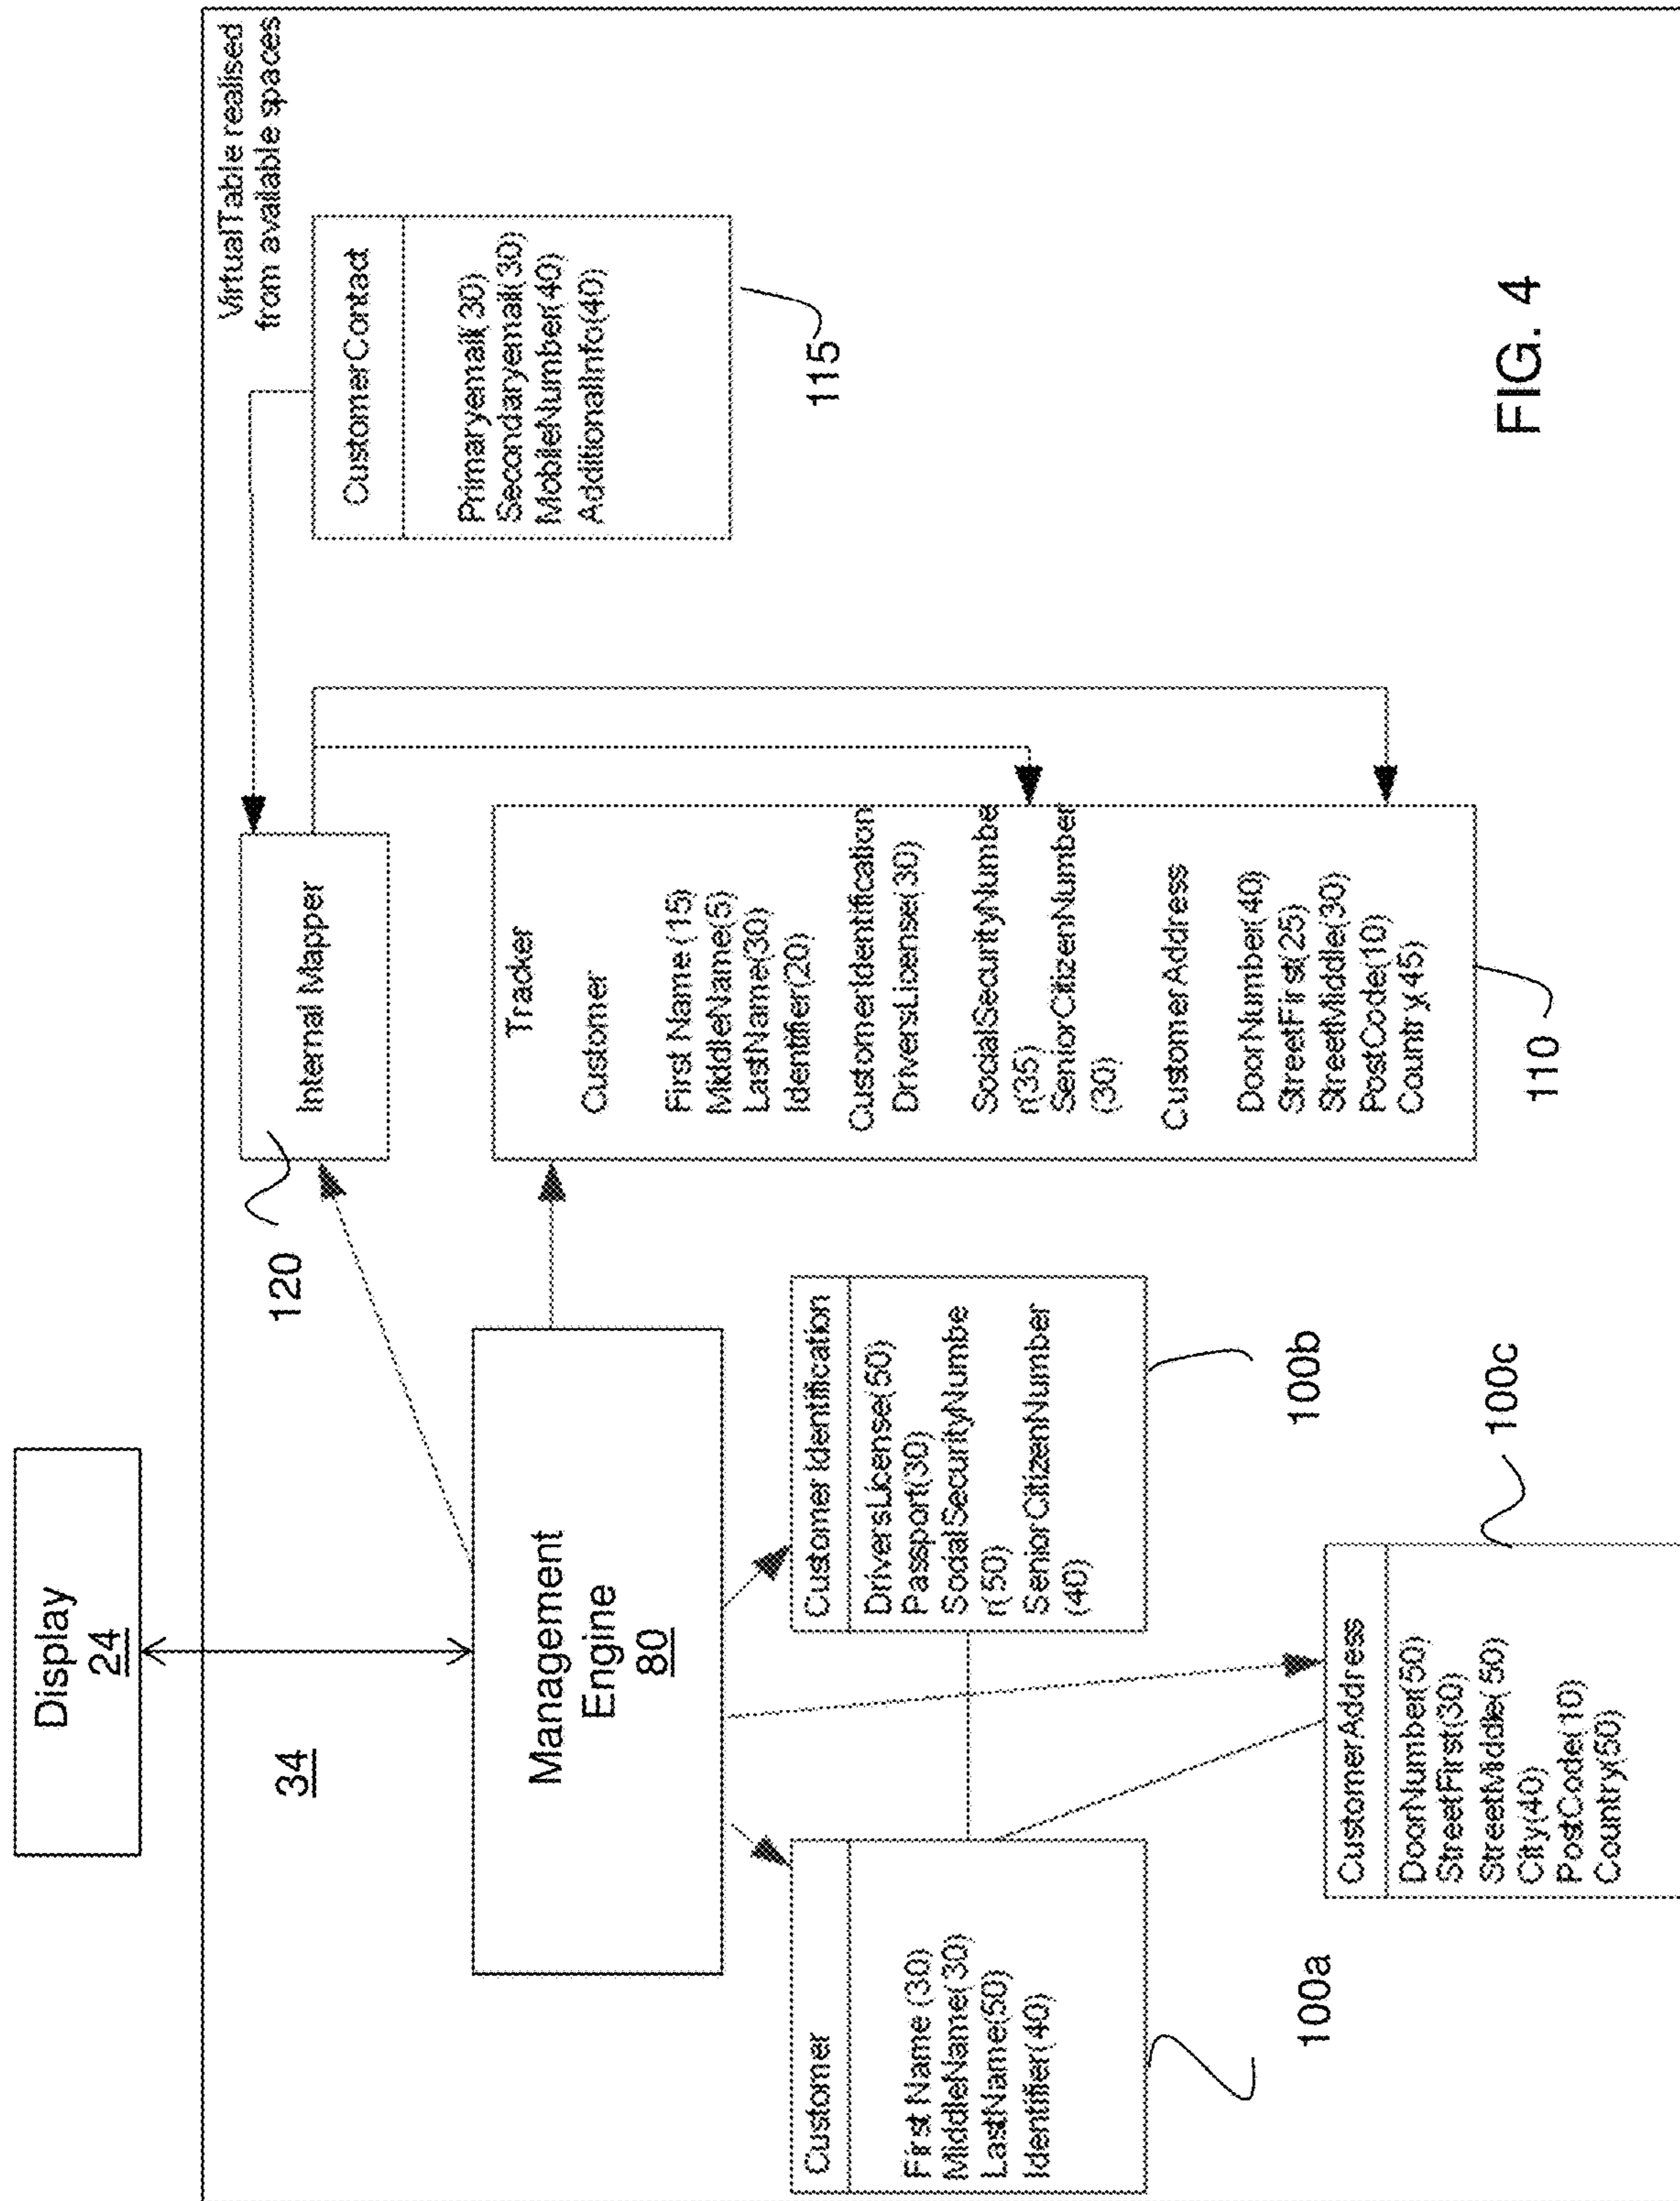 Display
24
34
Management
Engine
80
120
Internal Mapper
VirtualTable realised
from available spaces
CustomerContact
Primaryemail(30)
Secondaryemail(30)
MobileNumber(40)
AdditionalInfo(40)
115
Tracker
Customer
First Name (15)
MiddleName(5)
LastName(30)
Identifier(20)
CustomerIdentification
DriversLicense(30)
SocialSecurityNumbe
r(35)
SeniorCitizenNumber
(30)
CustomerAddress
DoorNumber(40)
StreetFirst(25)
StreetMiddle(30)
PostCode(10)
Country(45)
110
Customer
First Name (30)
MiddleName(30)
LastName(50)
Identifier(40)
100a
Customer Identification
DriversLicense(50)
Passport(30)
SocialSecurityNumbe
r(50)
SeniorCitizenNumber
(40)
100b
CustomerAddress
DoorNumber(50)
StreetFirst(30)
StreetMiddle(50)
City(40)
PostCode(10)
Country(50)
100c
FIG. 4